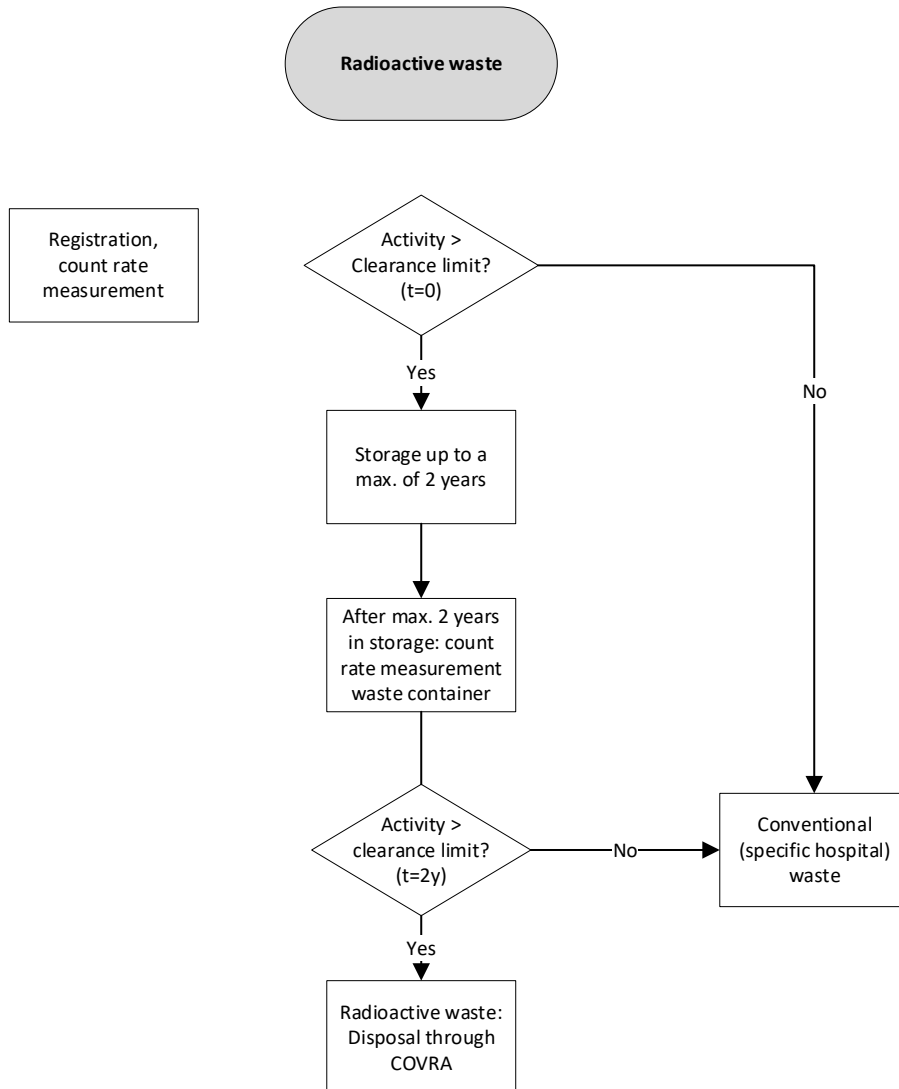 Radioactive waste
Registration,
count rate
measurement
Activity >
Clearance limit?
(t=0)
Yes
No
Storage up to a
max. of 2 years
After max. 2 years
in storage: count
rate measurement
waste container
Activity >
clearance limit?
(t=2y)
No
Conventional
(specific hospital)
waste
Yes
Radioactive waste:
Disposal through
COVRA